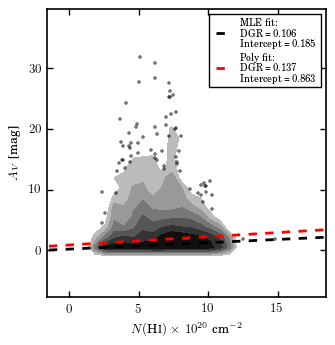 MLE fit:
DGR = 0.106
Intercept = 0.185
Poly fit:
DGR = 0.137
Intercept = 0.863
30
20
10
0
A_V [mag]
0 5 10 15
N(HI) × 10^20 cm^−2